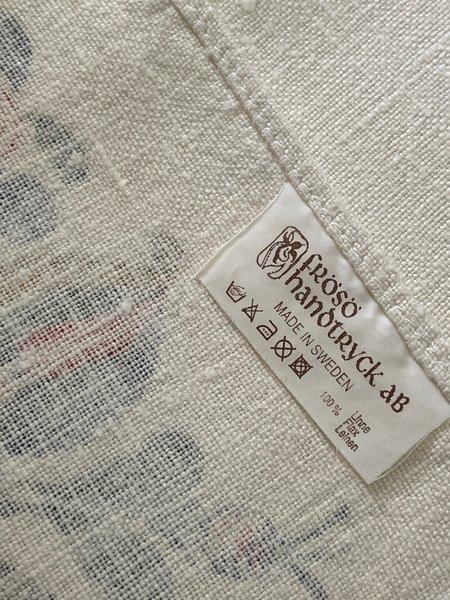 frösö
handtryck AB
MADE IN SWEDEN
100 % Linne
Flax
Leinen